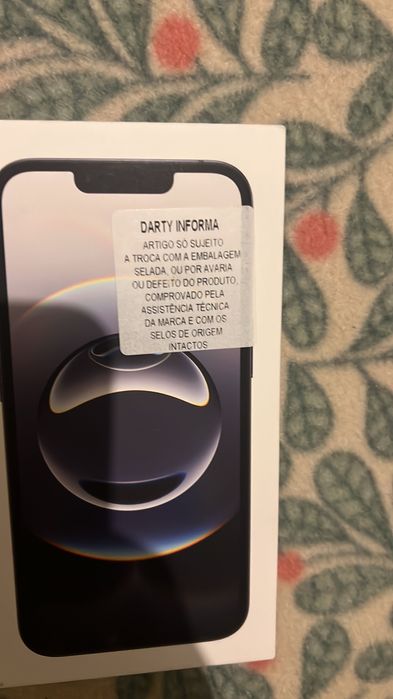 DARTY INFORMA
ARTIGO SÓ SUJEITO
A TROCA COM A EMBALAGEM
SELADA, OU POR AVARIA
OU DEFEITO DO PRODUTO,
COMPROVADO PELA
ASSISTÊNCIA TÉCNICA
DA MARCA E COM OS
SELOS DE ORIGEM
INTACTOS